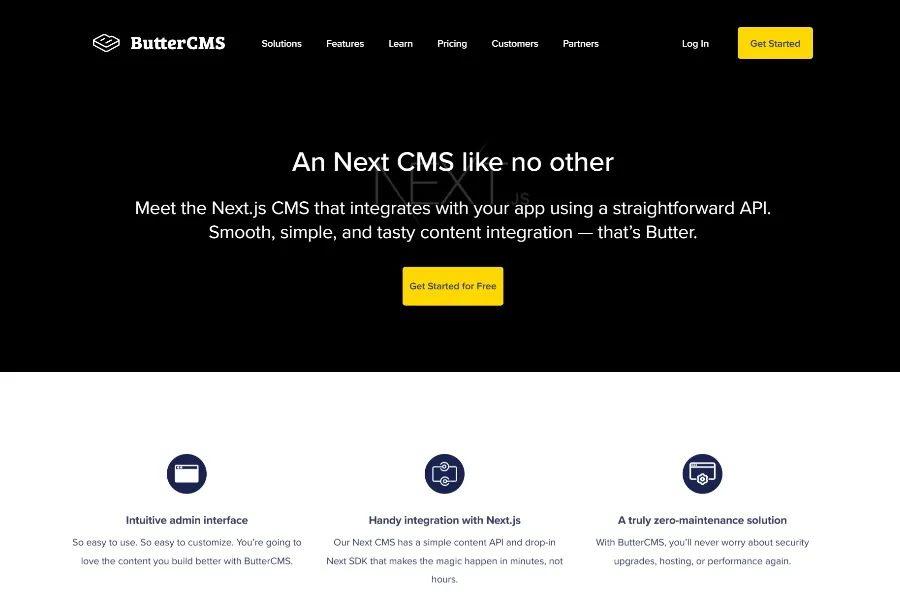 ButterCMS
Solutions Features Learn Pricing Customers Partners Log In Get Started
NEXT
.JS
An Next CMS like no other
Meet the Next.js CMS that integrates with your app using a straightforward API.
Smooth, simple, and tasty content integration — that's Butter.
Get Started for Free
Intuitive admin interface
So easy to use. So easy to customize. You're going to
love the content you build better with ButterCMS.
Handy integration with Next.js
Our Next CMS has a simple content API and drop-in
Next SDK that makes the magic happen in minutes, not
hours.
A truly zero-maintenance solution
With ButterCMS, you'll never worry about security
upgrades, hosting, or performance again.